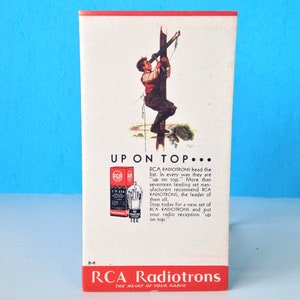 UP ON TOP•••
RCA RADIOTRONS head the
list. In every way they are
"up on top." More than
seventeen leading set man-
ufacturers recommend RCA
RADIOTRONS, the leader of
them all.
Stop today for a new set of
RCA RADIOTRONS and put
your radio reception "up
on top."
RCA
B-4
RCA Radiotrons
THE HEART OF YOUR RADIO